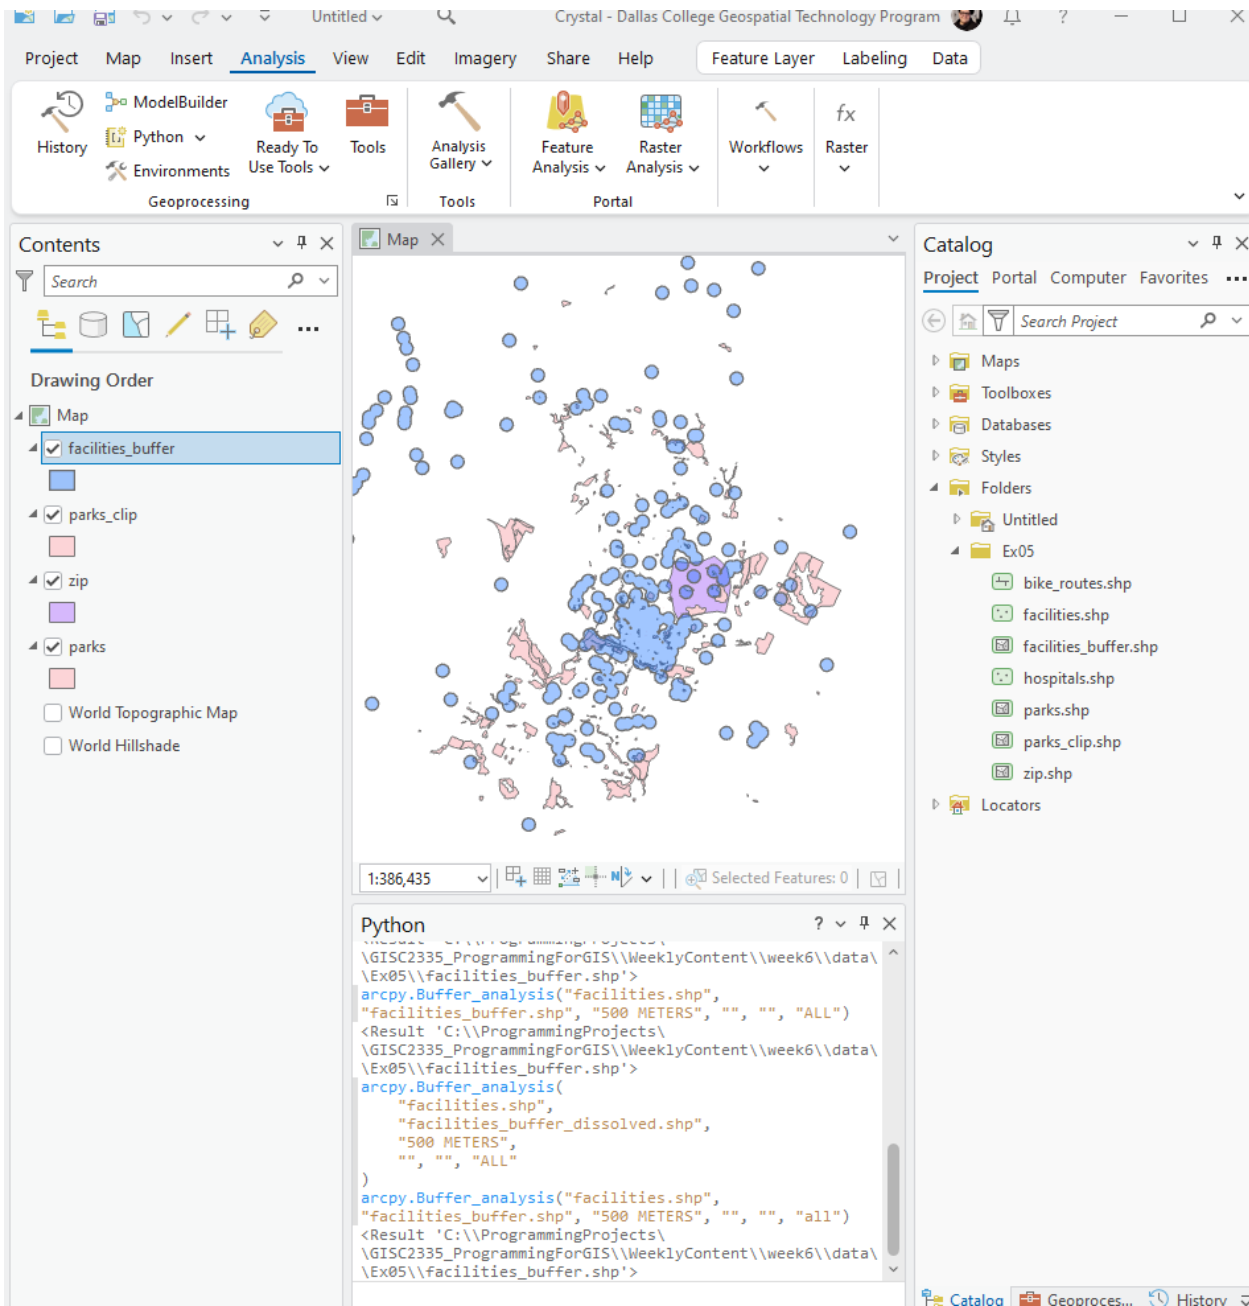 Untitled
Crystal - Dallas College Geospatial Technology Program
?
Project Map Insert Analysis View Edit Imagery Share Help Feature Layer Labeling Data
History
ModelBuilder
Python
Environments
Ready To
Use Tools
Tools
Analysis
Gallery
Feature
Analysis
Raster
Analysis
Workflows
fx
Raster
Geoprocessing
Tools
Portal
Contents
Search
Drawing Order
Map
facilities_buffer
parks_clip
zip
parks
World Topographic Map
World Hillshade
Map
1:386,435
N
Selected Features: 0
Python
?
\GISC2335_ProgrammingForGIS\\WeeklyContent\\week6\\data\
\Ex05\\facilities_buffer.shp'>
arcpy.Buffer_analysis("facilities.shp",
"facilities_buffer.shp", "500 METERS", "", "", "ALL")
<Result 'C:\\ProgrammingProjects\
\GISC2335_ProgrammingForGIS\\WeeklyContent\\week6\\data\
\Ex05\\facilities_buffer.shp'>
arcpy.Buffer_analysis(
"facilities.shp",
"facilities_buffer_dissolved.shp",
"500 METERS",
"", "", "ALL"
)
arcpy.Buffer_analysis("facilities.shp",
"facilities_buffer.shp", "500 METERS", "", "", "all")
<Result 'C:\\ProgrammingProjects\
\GISC2335_ProgrammingForGIS\\WeeklyContent\\week6\\data\
\Ex05\\facilities_buffer.shp'>
Catalog
Project Portal Computer Favorites
Search Project
Maps
Toolboxes
Databases
Styles
Folders
Untitled
Ex05
bike_routes.shp
facilities.shp
facilities_buffer.shp
hospitals.shp
parks.shp
parks_clip.shp
zip.shp
Locators
Catalog Geoproces... History